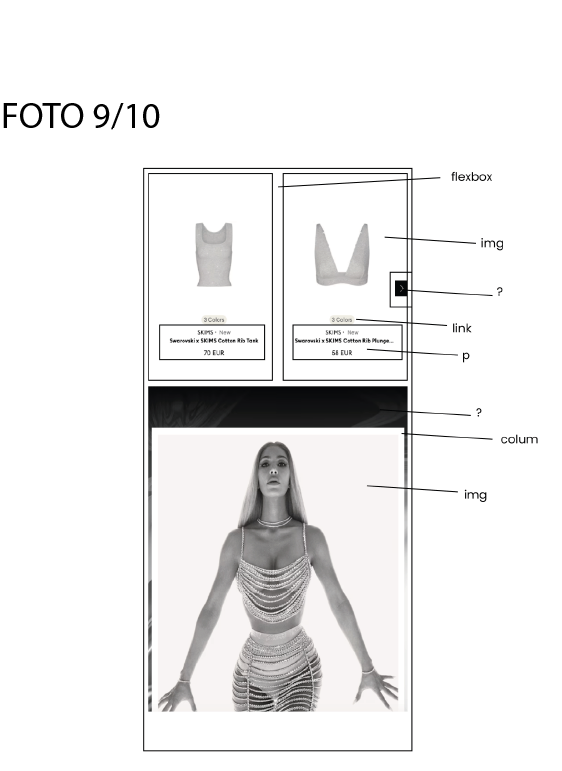 FOTO 9/10
flexbox
img
?
3 Colors
3 Colors
link
SKIMS · New
Swarovski x SKIMS Cotton Rib Tank
70 EUR
SKIMS · New
Swarovski x SKIMS Cotton Rib Plunge...
68 EUR
p
?
colum
img